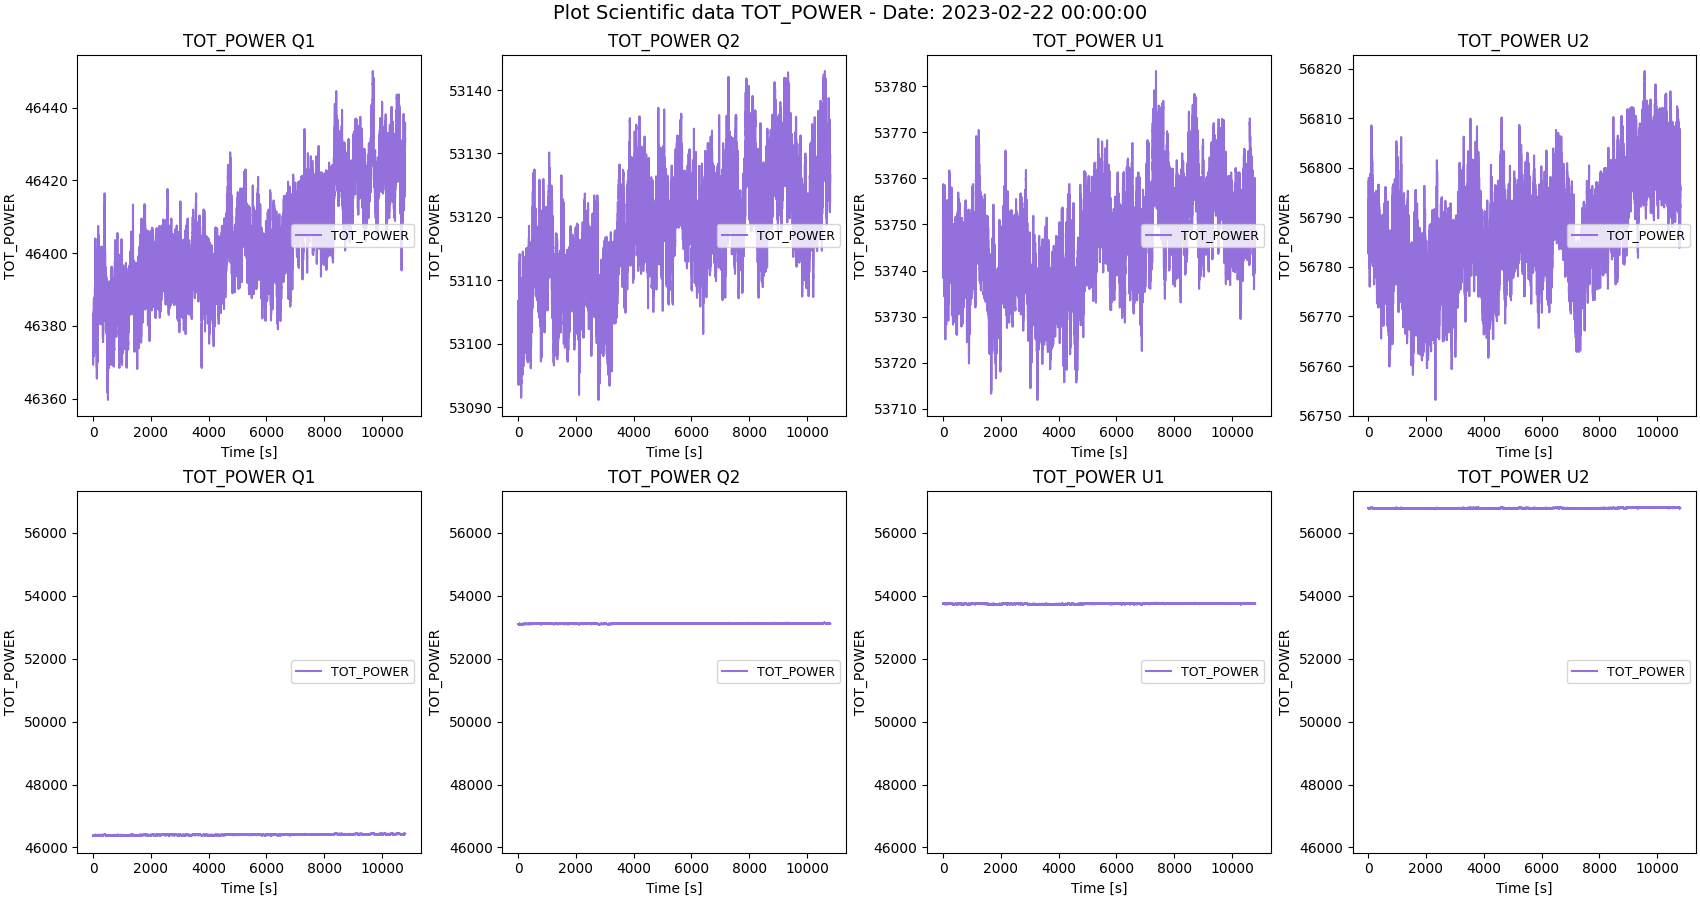 Plot Scientific data TOT_POWER - Date: 2023-02-22 00:00:00
TOT_POWER Q1
TOT_POWER
46440
46420
46400
46380
46360
0 2000 4000 6000 8000 10000
Time [s]
TOT_POWER
TOT_POWER Q2
TOT_POWER
53140
53130
53120
53110
53100
53090
0 2000 4000 6000 8000 10000
Time [s]
TOT_POWER
TOT_POWER U1
TOT_POWER
53780
53770
53760
53750
53740
53730
53720
53710
0 2000 4000 6000 8000 10000
Time [s]
TOT_POWER
TOT_POWER U2
TOT_POWER
56820
56810
56800
56790
56780
56770
56760
56750
0 2000 4000 6000 8000 10000
Time [s]
TOT_POWER
TOT_POWER Q1
TOT_POWER
56000
54000
52000
50000
48000
46000
0 2000 4000 6000 8000 10000
Time [s]
TOT_POWER
TOT_POWER Q2
TOT_POWER
56000
54000
52000
50000
48000
46000
0 2000 4000 6000 8000 10000
Time [s]
TOT_POWER
TOT_POWER U1
TOT_POWER
56000
54000
52000
50000
48000
46000
0 2000 4000 6000 8000 10000
Time [s]
TOT_POWER
TOT_POWER U2
TOT_POWER
56000
54000
52000
50000
48000
46000
0 2000 4000 6000 8000 10000
Time [s]
TOT_POWER